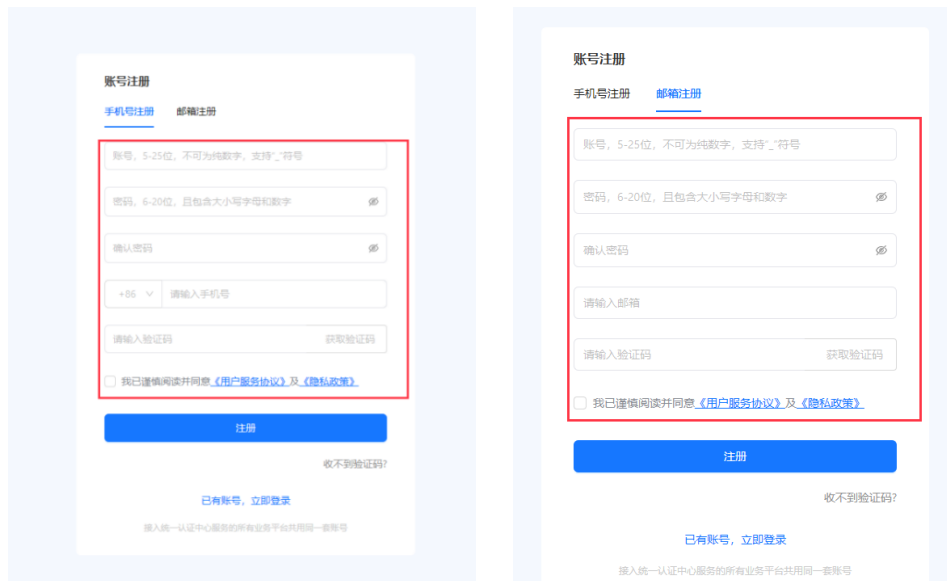 账号注册
手机号注册 邮箱注册
账号，5-25位，不可为纯数字，支持"_"符号
密码，6-20位，且包含大小写字母和数字
确认密码
+86 请输入手机号
请输入验证码 获取验证码
我已谨慎阅读并同意《用户服务协议》及《隐私政策》
注册
收不到验证码?
已有账号，立即登录
接入统一认证中心服务的所有业务平台共用同一套账号
账号注册
手机号注册 邮箱注册
账号，5-25位，不可为纯数字，支持"_"符号
密码，6-20位，且包含大小写字母和数字
确认密码
请输入邮箱
请输入验证码 获取验证码
我已谨慎阅读并同意《用户服务协议》及《隐私政策》
注册
收不到验证码?
已有账号，立即登录
接入统一认证中心服务的所有业务平台共用同一套账号